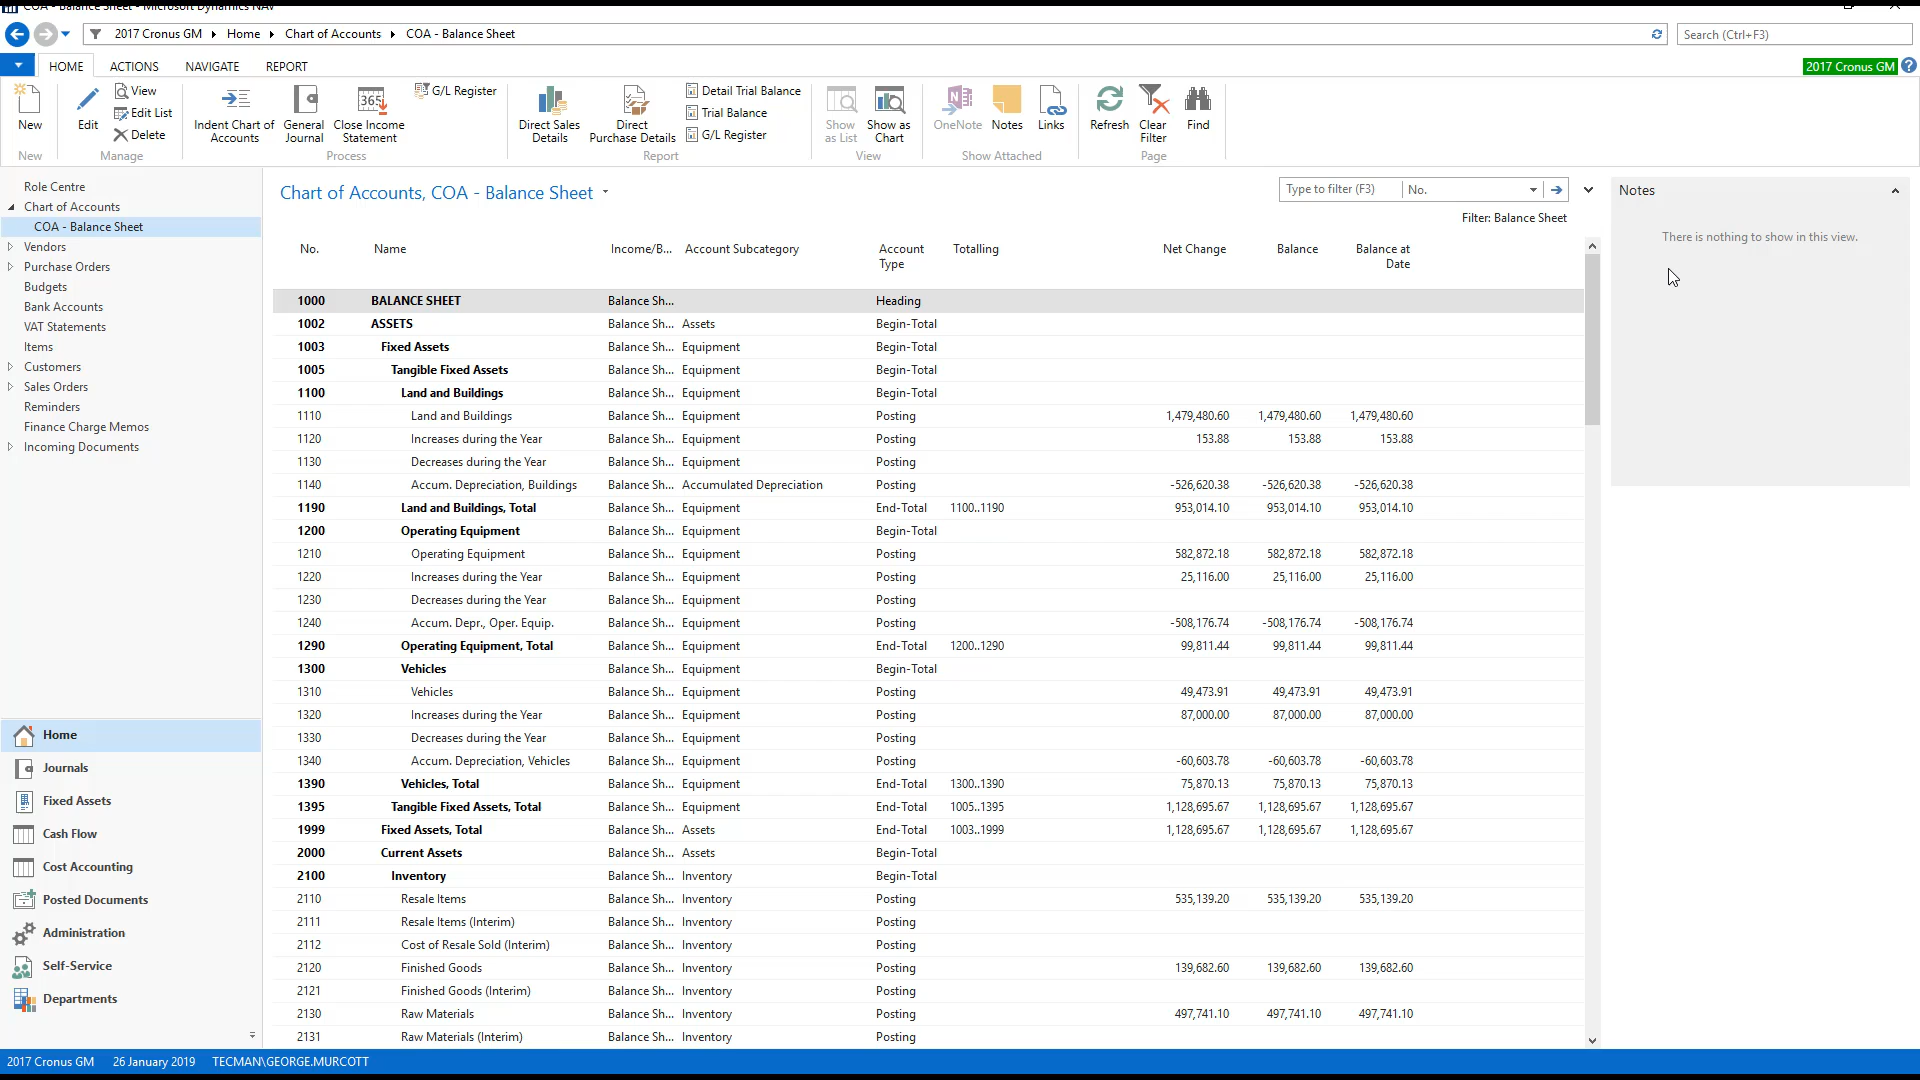 COA - Balance Sheet - Microsoft Dynamics NAV
2017 Cronus GM Home Chart of Accounts COA - Balance Sheet Search (Ctrl+F3)
HOME ACTIONS NAVIGATE REPORT 2017 Cronus GM ?
New
New
Edit
View
Edit List
Delete
Manage
Indent Chart of Accounts
General Journal
365
Close Income Statement
G/L Register
Process
Direct Sales Details
Direct Purchase Details
Detail Trial Balance
Trial Balance
G/L Register
Report
Show as List
Show as Chart
View
OneNote
Notes
Links
Show Attached
Refresh
Clear Filter
Find
Page
Role Centre
Chart of Accounts
COA - Balance Sheet
Vendors
Purchase Orders
Budgets
Bank Accounts
VAT Statements
Items
Customers
Sales Orders
Reminders
Finance Charge Memos
Incoming Documents
Home
Journals
Fixed Assets
Cash Flow
Cost Accounting
Posted Documents
Administration
Self-Service
Departments
Chart of Accounts, COA - Balance Sheet
Type to filter (F3) No.
Filter: Balance Sheet
No. Name Income/B... Account Subcategory Account Type Totalling Net Change Balance Balance at Date
1000 BALANCE SHEET Balance Sh... Heading
1002 ASSETS Balance Sh... Assets Begin-Total
1003 Fixed Assets Balance Sh... Equipment Begin-Total
1005 Tangible Fixed Assets Balance Sh... Equipment Begin-Total
1100 Land and Buildings Balance Sh... Equipment Begin-Total
1110 Land and Buildings Balance Sh... Equipment Posting 1,479,480.60 1,479,480.60 1,479,480.60
1120 Increases during the Year Balance Sh... Equipment Posting 153.88 153.88 153.88
1130 Decreases during the Year Balance Sh... Equipment Posting
1140 Accum. Depreciation, Buildings Balance Sh... Accumulated Depreciation Posting -526,620.38 -526,620.38 -526,620.38
1190 Land and Buildings, Total Balance Sh... Equipment End-Total 1100..1190 953,014.10 953,014.10 953,014.10
1200 Operating Equipment Balance Sh... Equipment Begin-Total
1210 Operating Equipment Balance Sh... Equipment Posting 582,872.18 582,872.18 582,872.18
1220 Increases during the Year Balance Sh... Equipment Posting 25,116.00 25,116.00 25,116.00
1230 Decreases during the Year Balance Sh... Equipment Posting
1240 Accum. Depr., Oper. Equip. Balance Sh... Equipment Posting -508,176.74 -508,176.74 -508,176.74
1290 Operating Equipment, Total Balance Sh... Equipment End-Total 1200..1290 99,811.44 99,811.44 99,811.44
1300 Vehicles Balance Sh... Equipment Begin-Total
1310 Vehicles Balance Sh... Equipment Posting 49,473.91 49,473.91 49,473.91
1320 Increases during the Year Balance Sh... Equipment Posting 87,000.00 87,000.00 87,000.00
1330 Decreases during the Year Balance Sh... Equipment Posting
1340 Accum. Depreciation, Vehicles Balance Sh... Equipment Posting -60,603.78 -60,603.78 -60,603.78
1390 Vehicles, Total Balance Sh... Equipment End-Total 1300..1390 75,870.13 75,870.13 75,870.13
1395 Tangible Fixed Assets, Total Balance Sh... Equipment End-Total 1005..1395 1,128,695.67 1,128,695.67 1,128,695.67
1999 Fixed Assets, Total Balance Sh... Assets End-Total 1003..1999 1,128,695.67 1,128,695.67 1,128,695.67
2000 Current Assets Balance Sh... Assets Begin-Total
2100 Inventory Balance Sh... Inventory Begin-Total
2110 Resale Items Balance Sh... Inventory Posting 535,139.20 535,139.20 535,139.20
2111 Resale Items (Interim) Balance Sh... Inventory Posting
2112 Cost of Resale Sold (Interim) Balance Sh... Inventory Posting
2120 Finished Goods Balance Sh... Inventory Posting 139,682.60 139,682.60 139,682.60
2121 Finished Goods (Interim) Balance Sh... Inventory Posting
2130 Raw Materials Balance Sh... Inventory Posting 497,741.10 497,741.10 497,741.10
2131 Raw Materials (Interim) Balance Sh... Inventory Posting
Notes
There is nothing to show in this view.
2017 Cronus GM 26 January 2019 TECMAN\GEORGE.MURCOTT